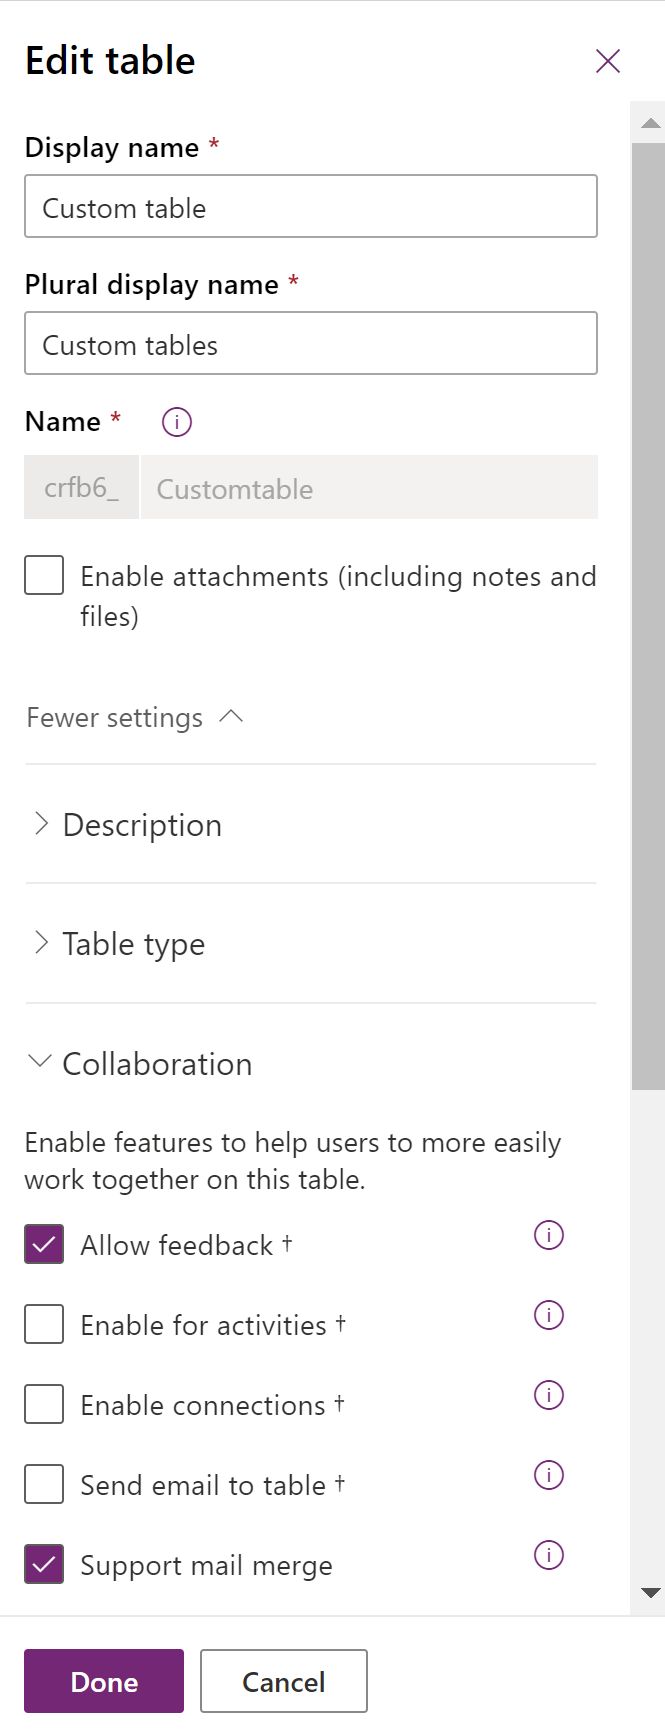 Edit table
Display name *
Custom table
Plural display name *
Custom tables
Name *
crfb6_ Customtable
Enable attachments (including notes and
files)
Fewer settings
Description
Table type
Collaboration
Enable features to help users to more easily
work together on this table.
Allow feedback †
Enable for activities †
Enable connections †
Send email to table †
Support mail merge
Done Cancel